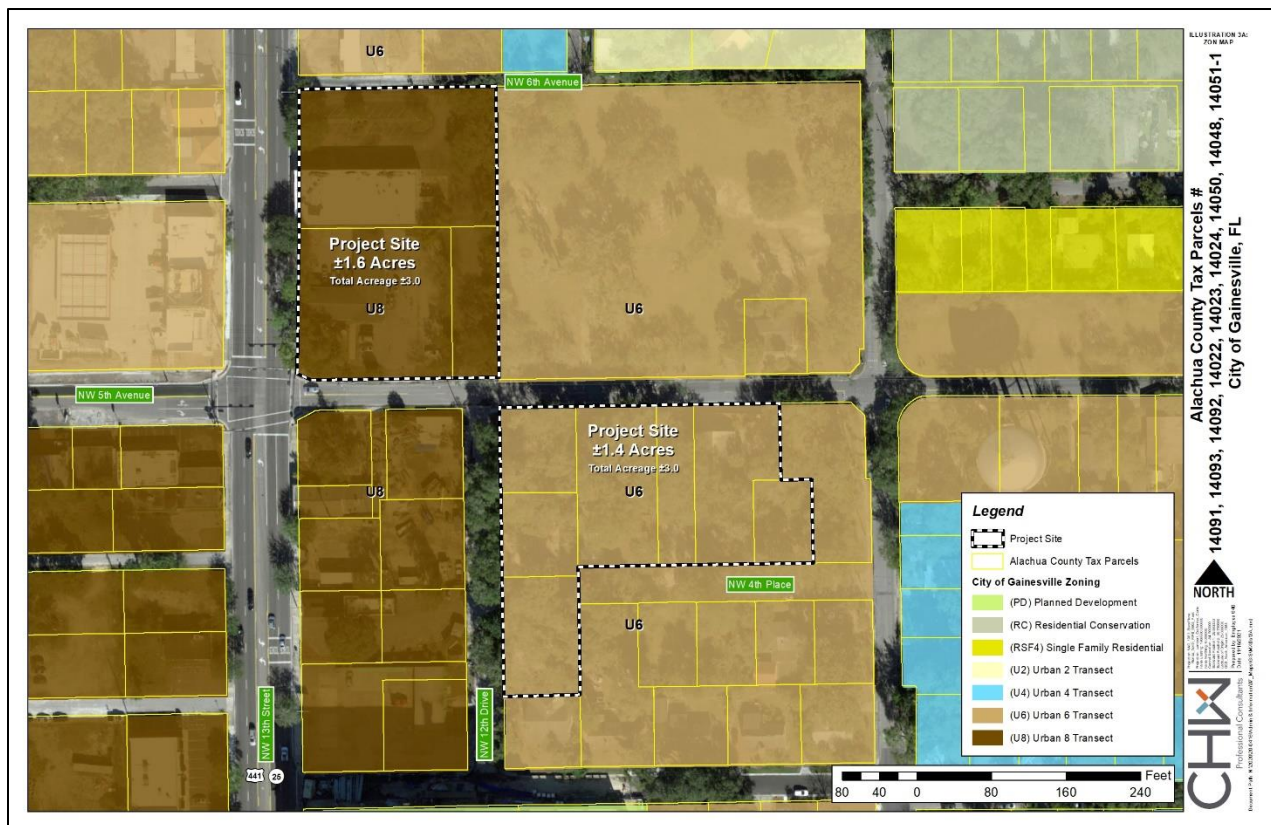 ILLUSTRATION 3A:
ZON MAP
Alachua County Tax Parcels #
14091, 14093, 14092, 14022, 14023, 14024, 14050, 14048, 14051-1
City of Gainesville, FL
U6
NW 6th Avenue
Project Site
±1.6 Acres
Total Acreage ±3.0
U8
U6
NW 5th Avenue
Project Site
±1.4 Acres
Total Acreage ±3.0
U6
U8
NW 4th Place
U6
NW 13th Street
NW 12th Drive
441
25
Legend
Project Site
Alachua County Tax Parcels
City of Gainesville Zoning
(PD) Planned Development
(RC) Residential Conservation
(RSF4) Single Family Residential
(U2) Urban 2 Transect
(U4) Urban 4 Transect
(U6) Urban 6 Transect
(U8) Urban 8 Transect
Feet
80 40 0 80 160 240
NORTH
CHW
Professional Consultants